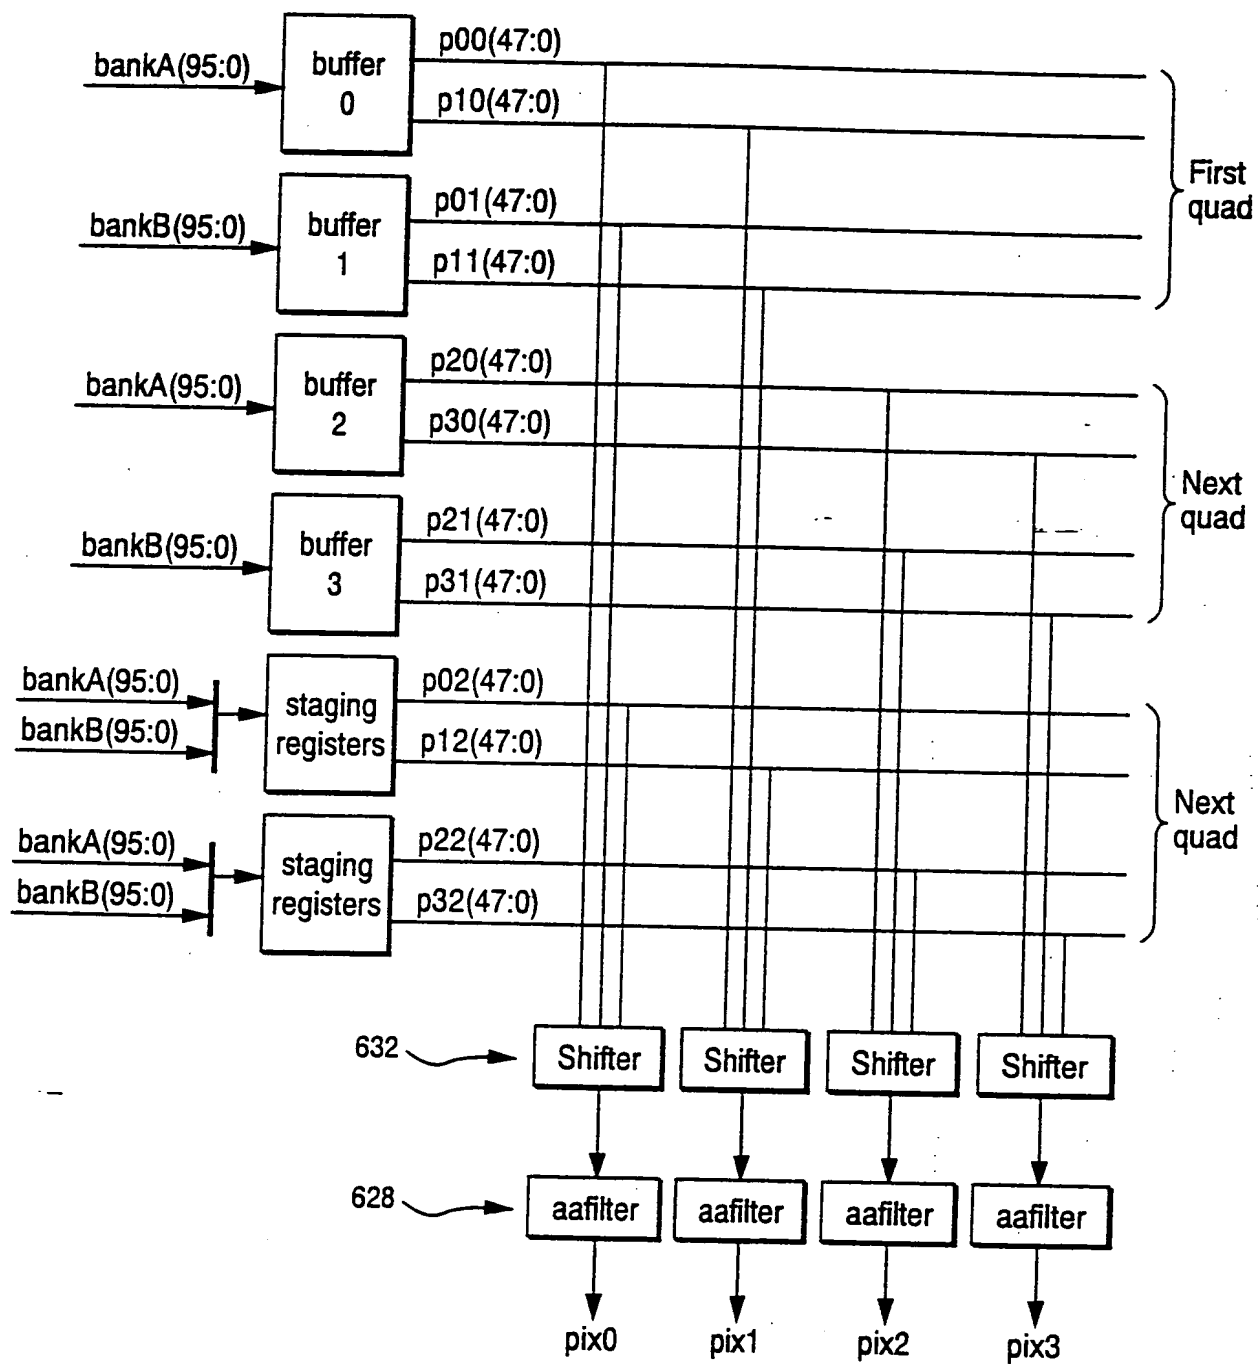 bankA(95:0)
buffer
0
p00(47:0)
p10(47:0)
First
quad
bankB(95:0)
buffer
1
p01(47:0)
p11(47:0)
bankA(95:0)
buffer
2
p20(47:0)
p30(47:0)
Next
quad
bankB(95:0)
buffer
3
p21(47:0)
p31(47:0)
bankA(95:0)
bankB(95:0)
staging
registers
p02(47:0)
p12(47:0)
Next
quad
bankA(95:0)
bankB(95:0)
staging
registers
p22(47:0)
p32(47:0)
632
Shifter
Shifter
Shifter
Shifter
628
aafilter
aafilter
aafilter
aafilter
pix0
pix1
pix2
pix3